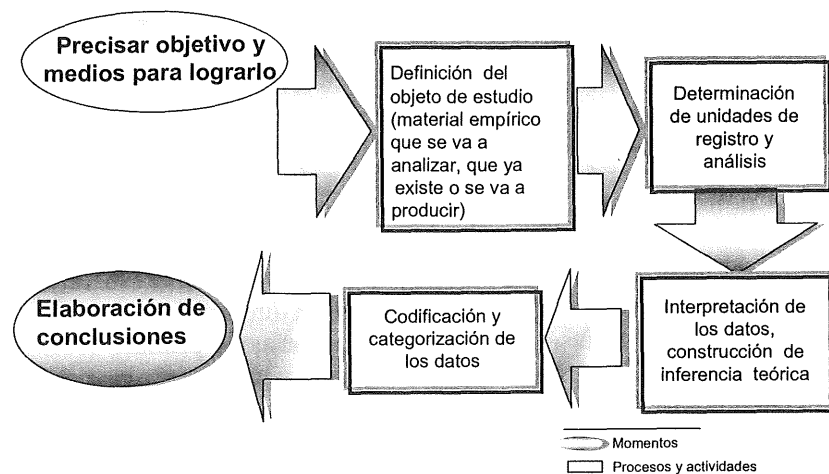 Precisar objetivo y
medios para lograrlo
Definición del
objeto de estudio
(material empírico
que se va a
analizar, que ya
existe o se va a
producir)
Determinación
de unidades de
registro y
análisis
Interpretación de
los datos,
construcción de
inferencia teórica
Codificación y
categorización de
los datos
Elaboración de
conclusiones
Momentos
Procesos y actividades